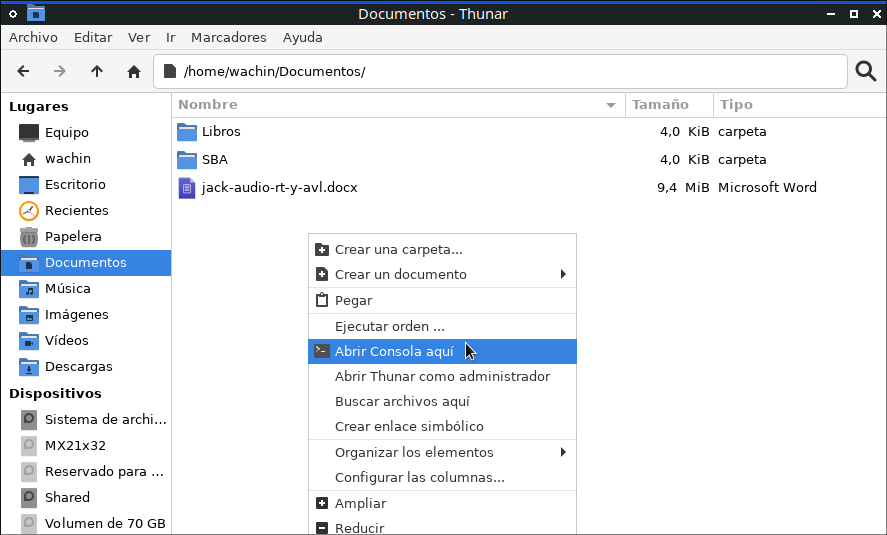 Documentos - Thunar
Archivo Editar Ver Ir Marcadores Ayuda
/home/wachin/Documentos/
Lugares
Equipo
wachin
Escritorio
Recientes
Papelera
Documentos
Música
Imágenes
Vídeos
Descargas
Dispositivos
Sistema de archi...
MX21x32
Reservado para ...
Shared
Volumen de 70 GB
Nombre Tamaño Tipo
Libros 4,0 KiB carpeta
SBA 4,0 KiB carpeta
jack-audio-rt-y-avl.docx 9,4 MiB Microsoft Word
Crear una carpeta...
Crear un documento
Pegar
Ejecutar orden ...
Abrir Consola aquí
Abrir Thunar como administrador
Buscar archivos aquí
Crear enlace simbólico
Organizar los elementos
Configurar las columnas...
Ampliar
Reducir